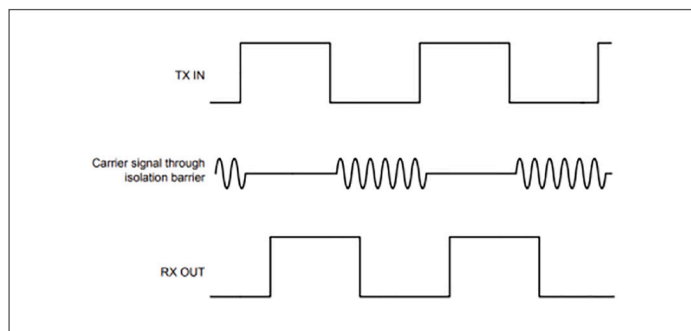 TX IN
Carrier signal through
isolation barrier
RX OUT